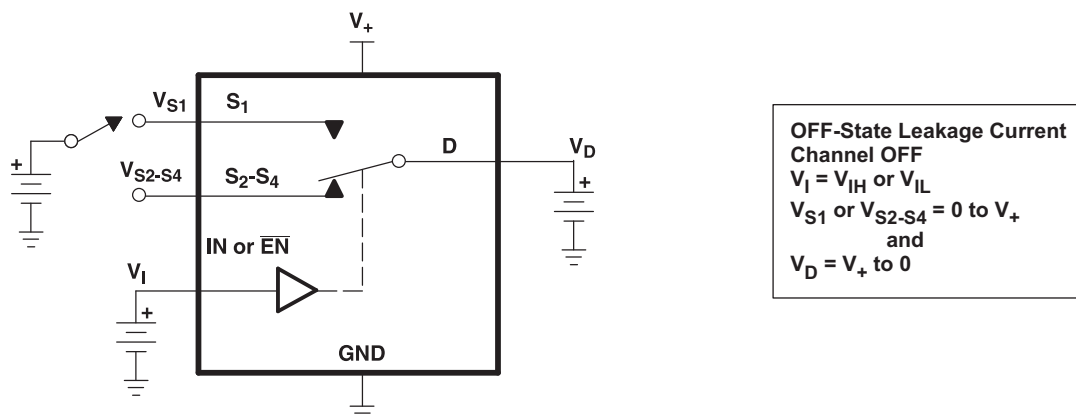 V+
VS1 S1
+
VS2-S4 S2-S4
D VD
+
IN or E̅N̅
VI
+
GND
OFF-State Leakage Current
Channel OFF
VI = VIH or VIL
VS1 or VS2-S4 = 0 to V+
and
VD = V+ to 0